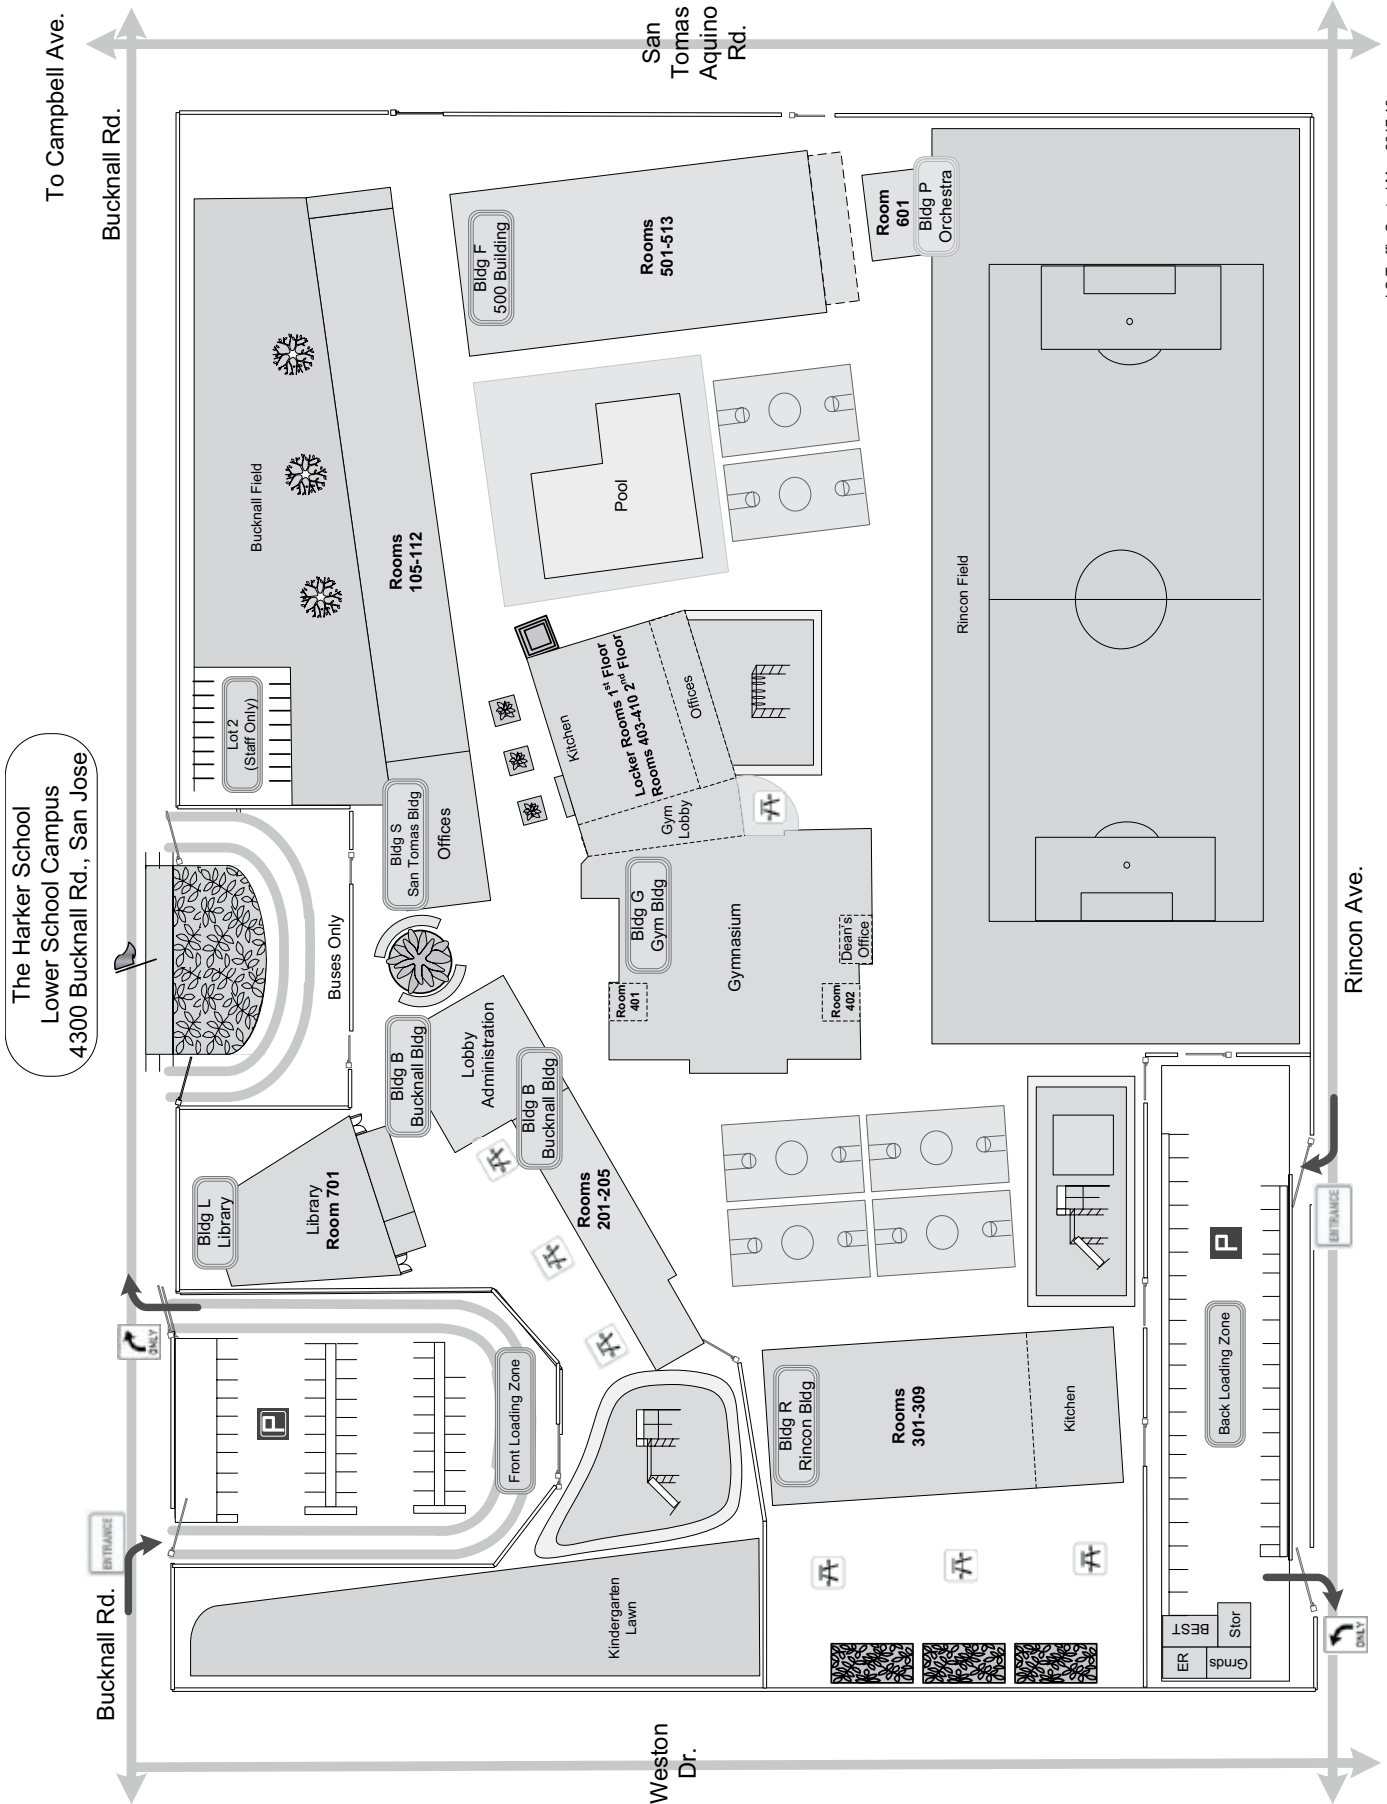 The Harker School
Lower School Campus
4300 Bucknall Rd., San Jose
To Campbell Ave.
Bucknall Rd.
San
Tomas
Aquino
Rd.
Bucknall Rd.
ENTRANCE
ONLY
Weston
Dr.
Rincon Ave.
ENTRANCE
ONLY
Lot 2
(Staff Only)
Bucknall Field
Rooms
105-112
Bldg S
San Tomas Bldg
Offices
Buses Only
Bldg F
500 Building
Rooms
501-513
Room
601
Bldg P
Orchestra
Pool
Kitchen
Locker Rooms 1st Floor
Rooms 403-410 2nd Floor
Offices
Gym
Lobby
Bldg G
Gym Bldg
Gymnasium
Room
401
Room
402
Dean's
Office
Rincon Field
Bldg B
Bucknall Bldg
Lobby
Administration
Bldg B
Bucknall Bldg
Rooms
201-205
Bldg L
Library
Library
Room 701
P
Front Loading Zone
Kindergarten
Lawn
Bldg R
Rincon Bldg
Rooms
301-309
Kitchen
P
Back Loading Zone
BEST
Stor
ER
Grnds